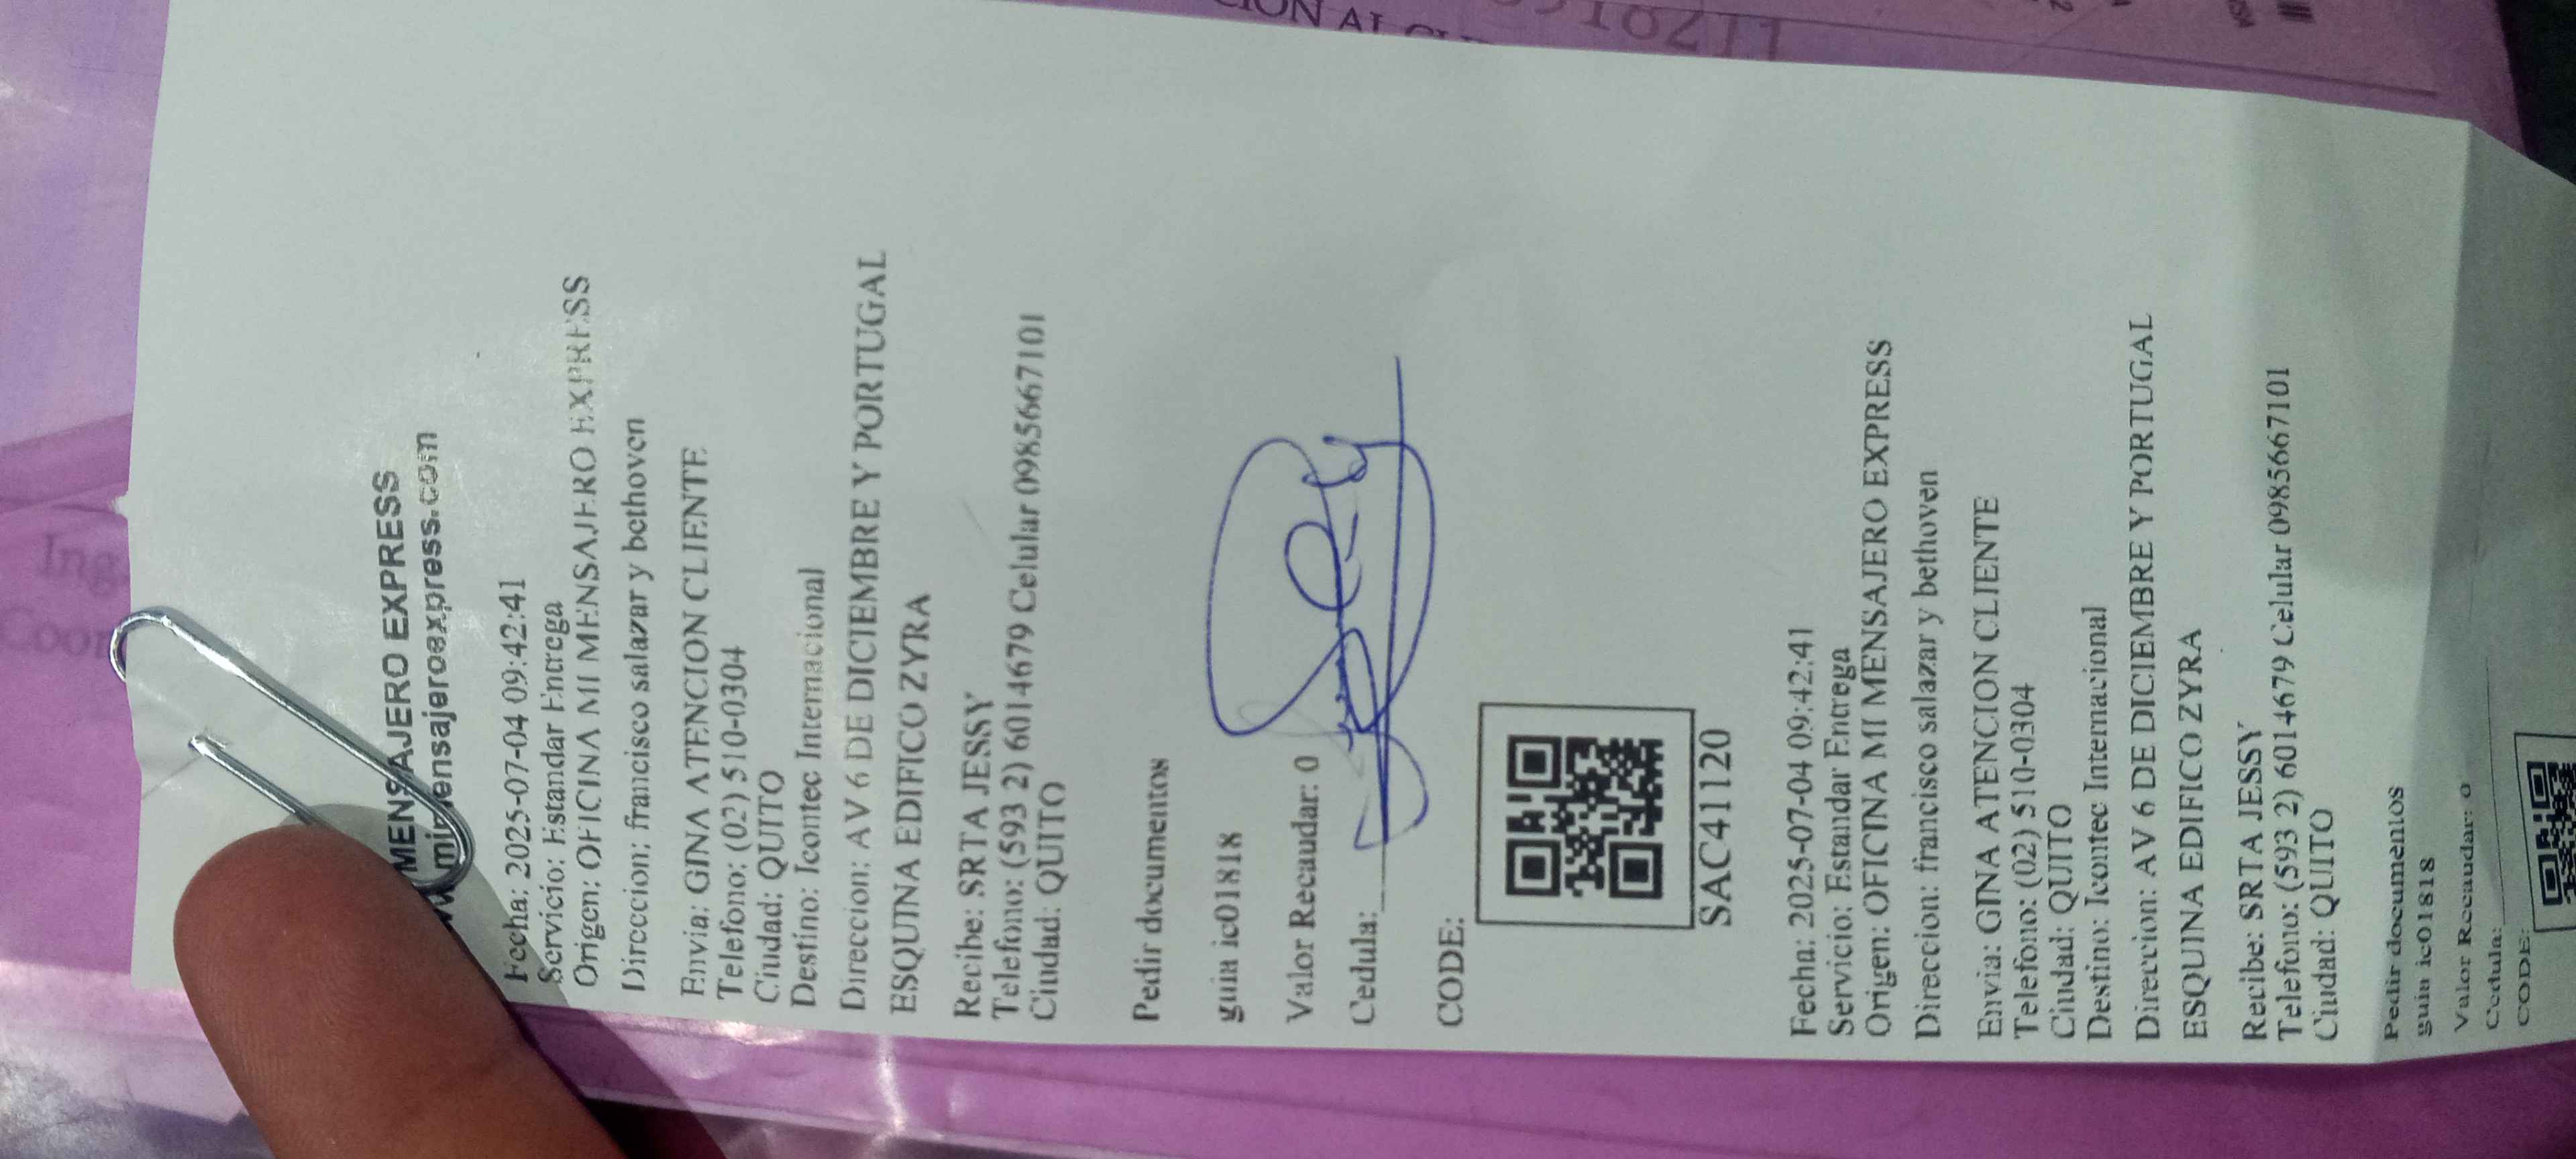 MENSAJERO EXPRESS
ensajeroexpress.com
Fecha: 2025-07-04 09:42:41
Servicio: Estandar Entrega
Origen: OFICINA MI MENSAJERO EXPRESS
Direccion: francisco salazar y bethoven
Envia: GINA ATENCION CLIENTE
Telefono: (02) 510-0304
Ciudad: QUITO
Destino: Icontec Internacional
Direccion: AV 6 DE DICIEMBRE Y PORTUGAL
ESQUINA EDIFICO ZYRA
Recibe: SRTA JESSY
Telefono: (593 2) 6014679 Celular 0985667101
Ciudad: QUITO
Pedir documentos
guia ic01818
Valor Recaudar: 0
Cedula:
CODE:
SAC41120
Fecha: 2025-07-04 09:42:41
Servicio: Estandar Entrega
Origen: OFICINA MI MENSAJERO EXPRESS
Direccion: francisco salazar y bethoven
Envia: GINA ATENCION CLIENTE
Telefono: (02) 510-0304
Ciudad: QUITO
Destino: Icontec Internacional
Direccion: AV 6 DE DICIEMBRE Y PORTUGAL
ESQUINA EDIFICO ZYRA
Recibe: SRTA JESSY
Telefono: (593 2) 6014679 Celular 0985667101
Ciudad: QUITO
Pedir documentos
guia ic01818
Valor Recaudar: 0
Cedula:
CODE:
Ing.
Coor